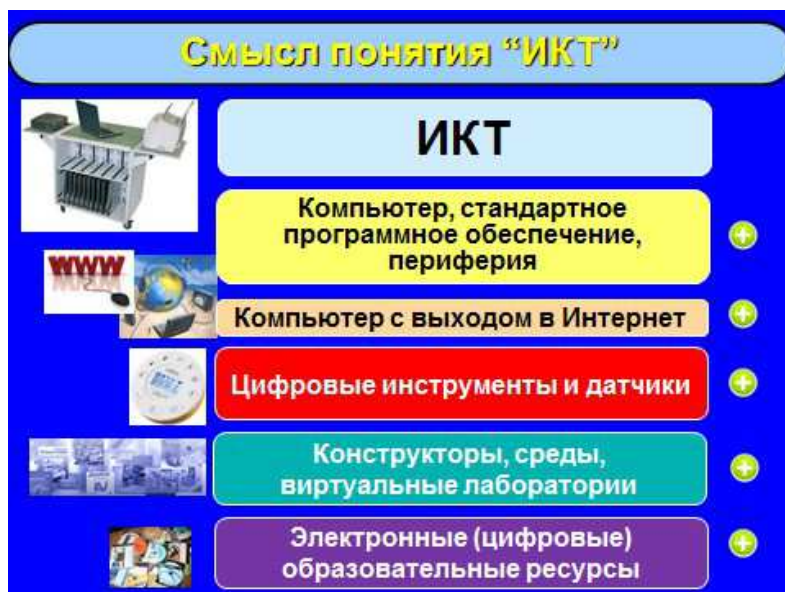 Смысл понятия “ИКТ”
ИКТ
Компьютер, стандартное
программное обеспечение,
периферия
WWW
Компьютер с выходом в Интернет
Цифровые инструменты и датчики
Конструкторы, среды,
виртуальные лаборатории
Электронные (цифровые)
образовательные ресурсы